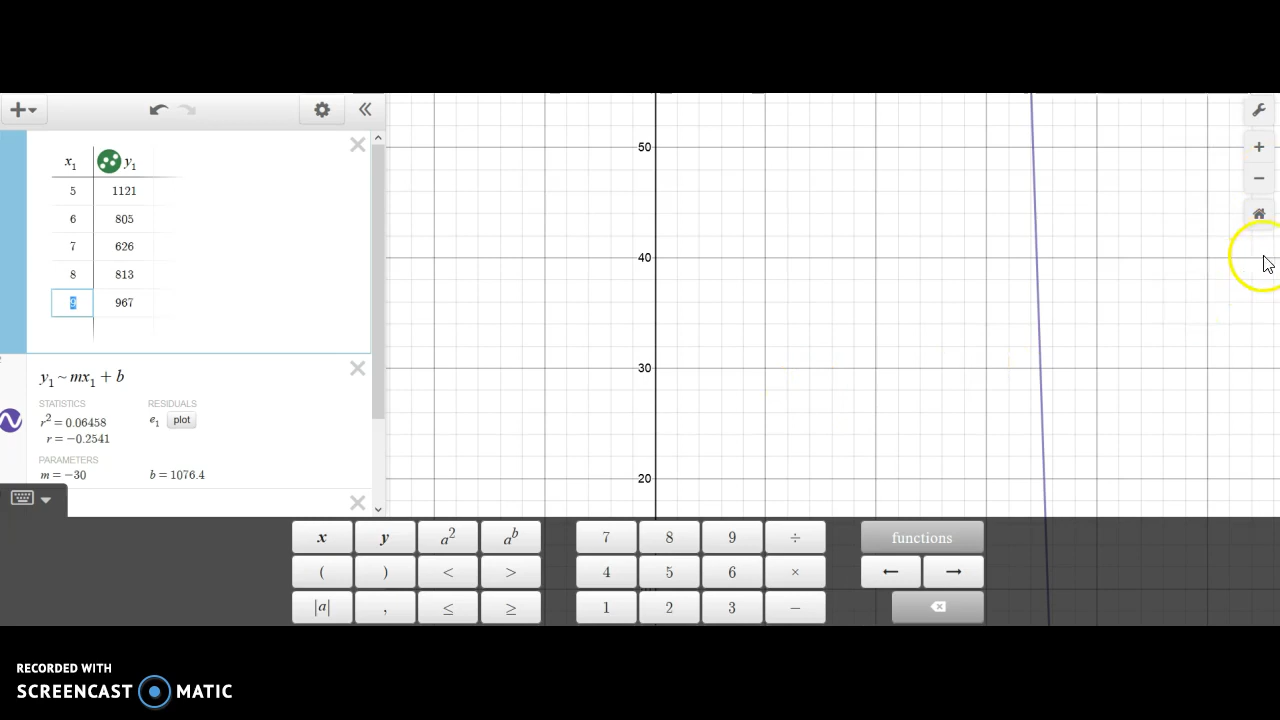 x1 y1
5 1121
6 805
7 626
8 813
9 967
y1 ~ mx1 + b
STATISTICS RESIDUALS
r2 = 0.06458 e1 plot
r = −0.2541
PARAMETERS
m = −30 b = 1076.4
50
40
30
20
x y a2 ab 7 8 9 ÷ functions
( ) < > 4 5 6 × ← →
|a| , ≤ ≥ 1 2 3 −
RECORDED WITH
SCREENCAST MATIC